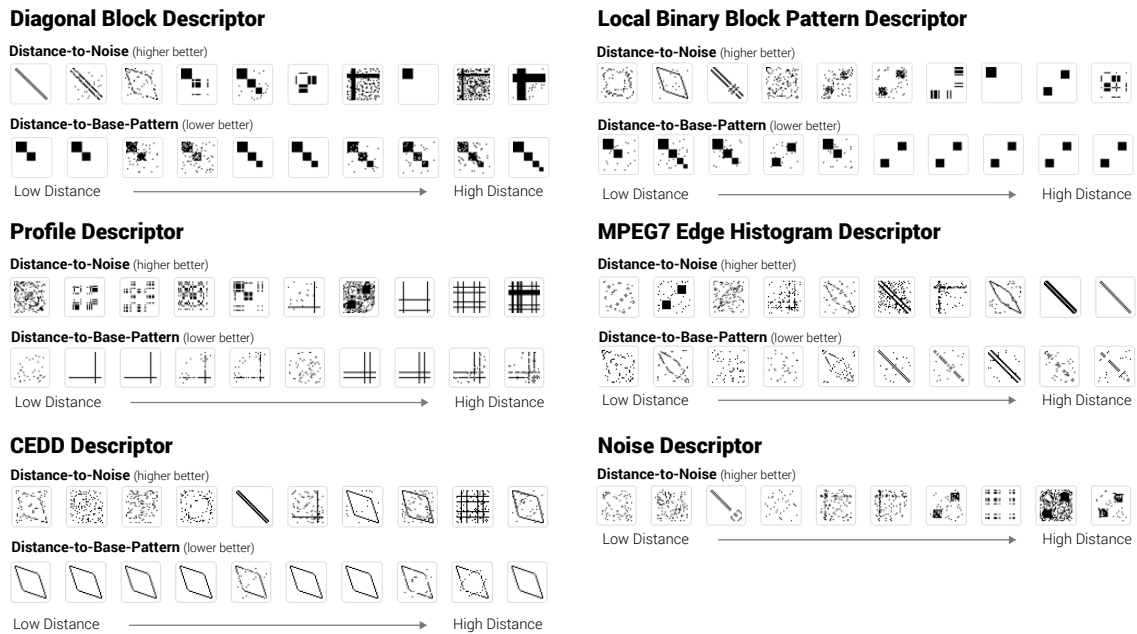 Diagonal Block Descriptor
Distance-to-Noise (higher better)
Distance-to-Base-Pattern (lower better)
Low Distance High Distance
Local Binary Block Pattern Descriptor
Distance-to-Noise (higher better)
Distance-to-Base-Pattern (lower better)
Low Distance High Distance
Profile Descriptor
Distance-to-Noise (higher better)
Distance-to-Base-Pattern (lower better)
Low Distance High Distance
MPEG7 Edge Histogram Descriptor
Distance-to-Noise (higher better)
Distance-to-Base-Pattern (lower better)
Low Distance High Distance
CEDD Descriptor
Distance-to-Noise (higher better)
Distance-to-Base-Pattern (lower better)
Low Distance High Distance
Noise Descriptor
Distance-to-Noise (higher better)
Low Distance High Distance